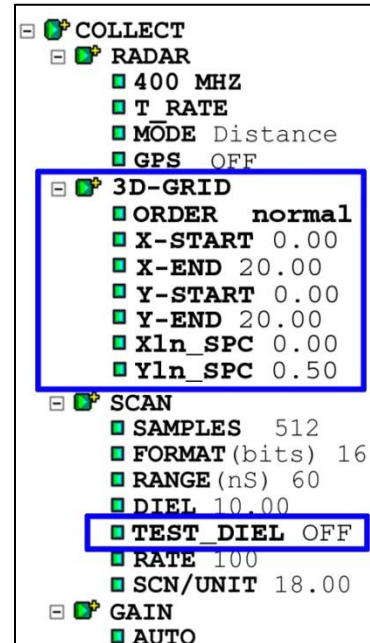 COLLECT
RADAR
400 MHZ
T_RATE
MODE Distance
GPS OFF
3D-GRID
ORDER normal
X-START 0.00
X-END 20.00
Y-START 0.00
Y-END 20.00
Xln_SPC 0.00
Yln_SPC 0.50
SCAN
SAMPLES 512
FORMAT(bits) 16
RANGE(nS) 60
DIEL 10.00
TEST_DIEL OFF
RATE 100
SCN/UNIT 18.00
GAIN
AUTO